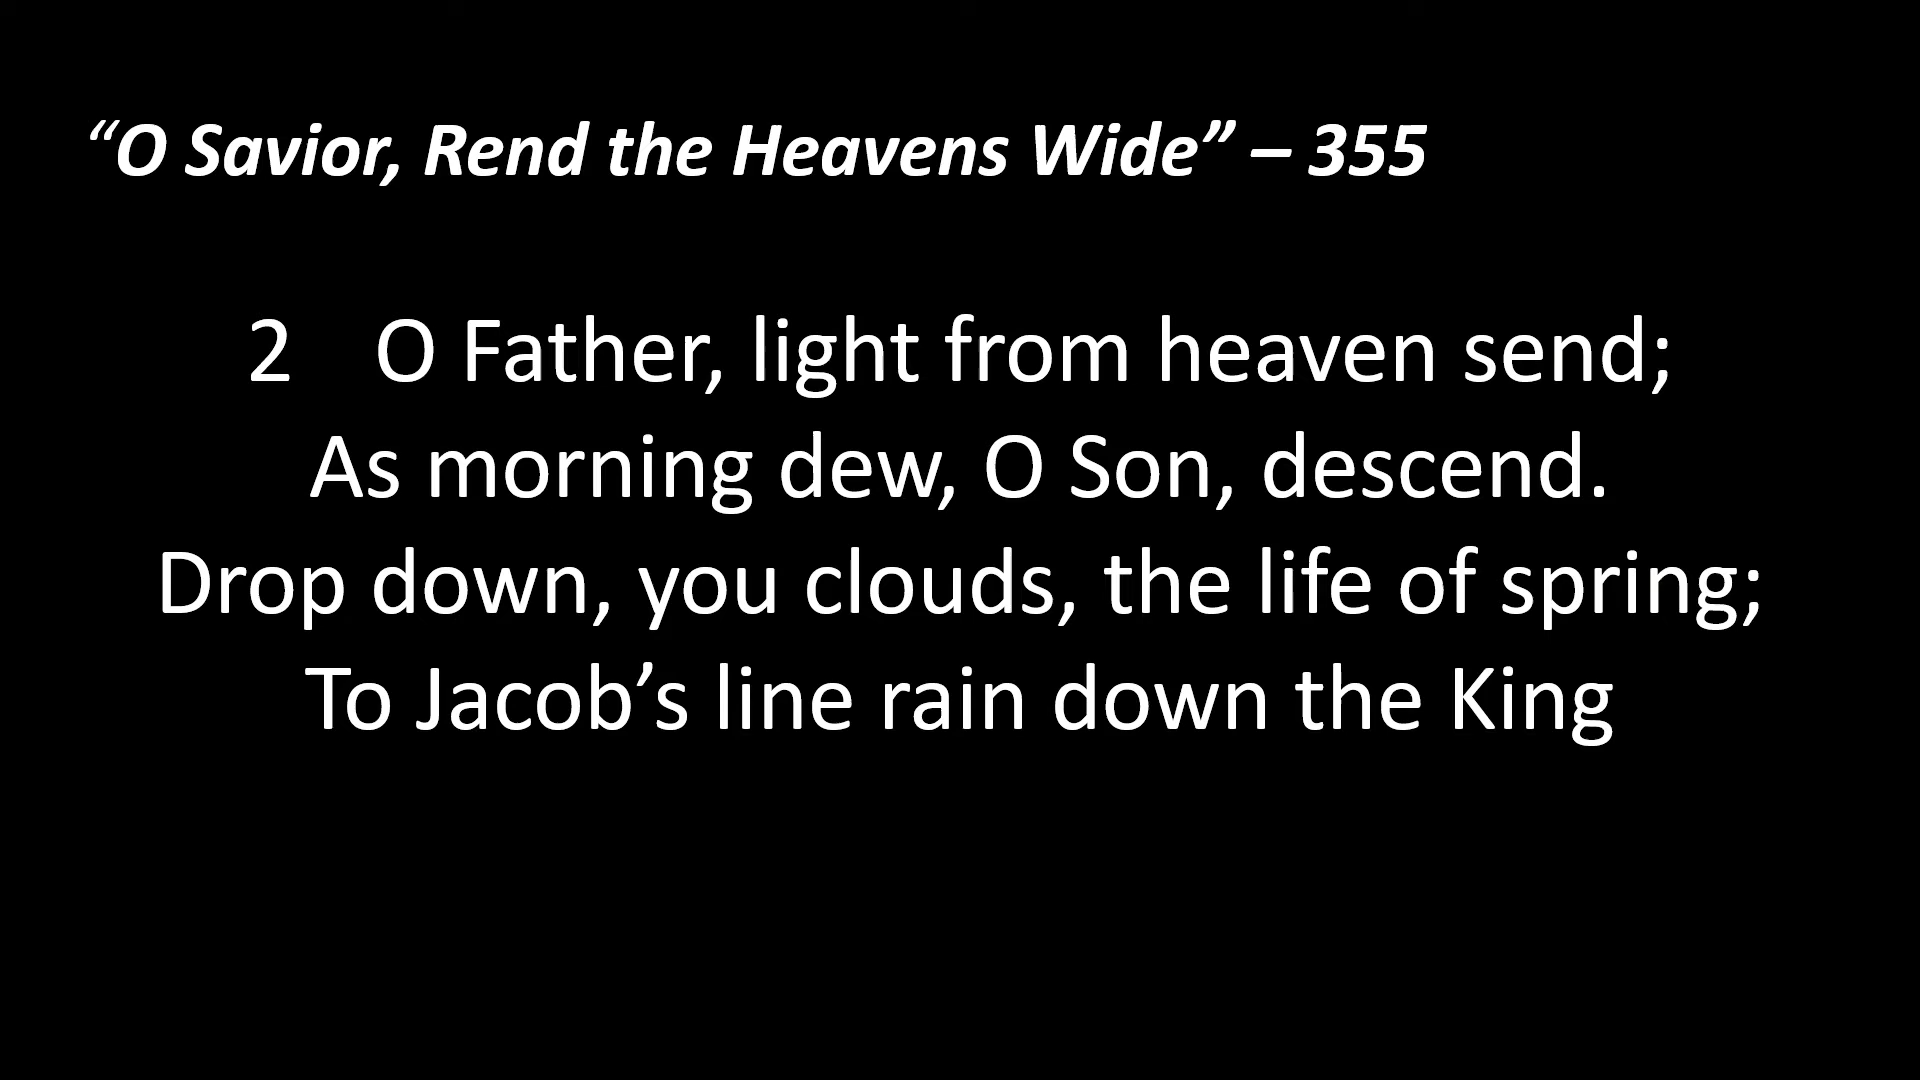 “O Savior, Rend the Heavens Wide” – 355
2 O Father, light from heaven send;
As morning dew, O Son, descend.
Drop down, you clouds, the life of spring;
To Jacob’s line rain down the King